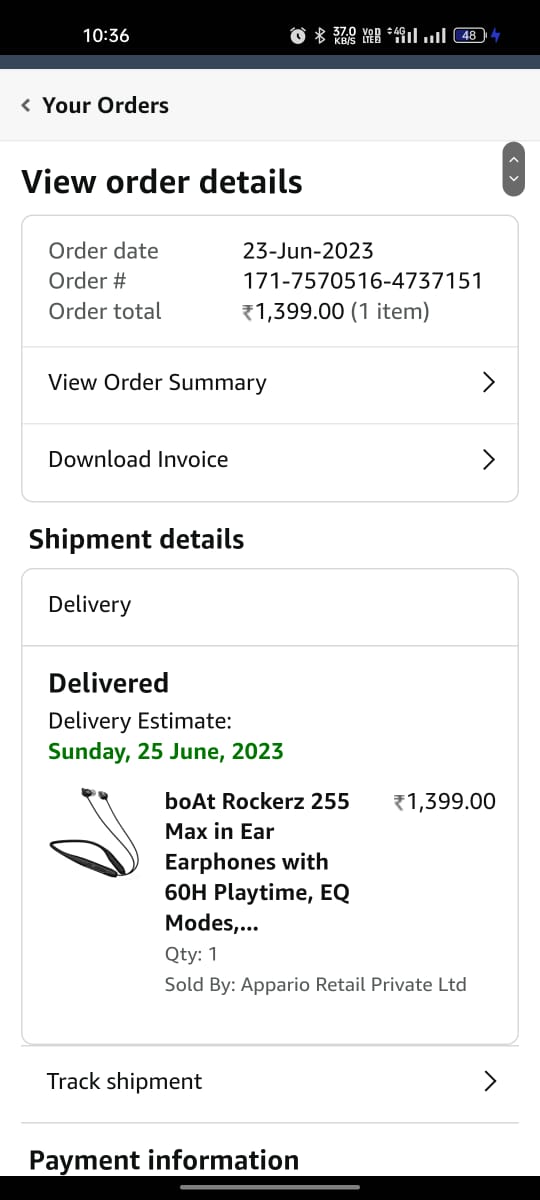 10:36
37.0 KB/S
VoD LTED
4G
48
Your Orders
View order details
Order date 23-Jun-2023
Order # 171-7570516-4737151
Order total ₹1,399.00 (1 item)
View Order Summary
Download Invoice
Shipment details
Delivery
Delivered
Delivery Estimate:
Sunday, 25 June, 2023
boAt Rockerz 255 ₹1,399.00
Max in Ear
Earphones with
60H Playtime, EQ
Modes,...
Qty: 1
Sold By: Appario Retail Private Ltd
Track shipment
Payment information